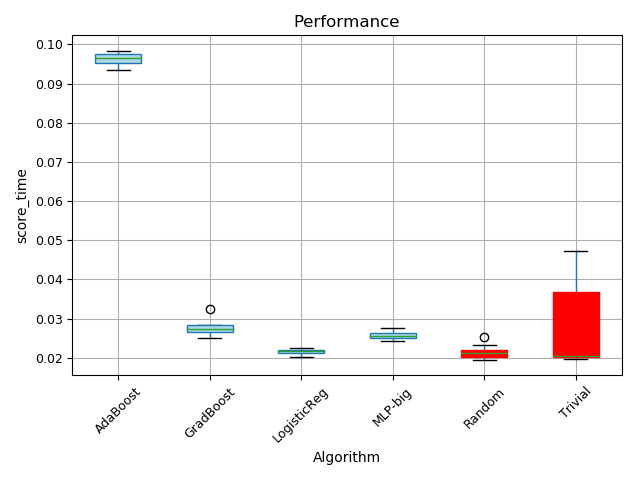 Performance
0.10
0.09
0.08
0.07
0.06
0.05
0.04
0.03
0.02
score_time
AdaBoost
GradBoost
LogisticReg
MLP-big
Random
Trivial
Algorithm